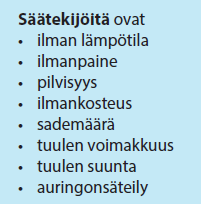 Säätekijöitä ovat
• ilman lämpötila
• ilmanpaine
• pilvisyys
• ilmankosteus
• sademäärä
• tuulen voimakkuus
• tuulen suunta
• auringonsäteily